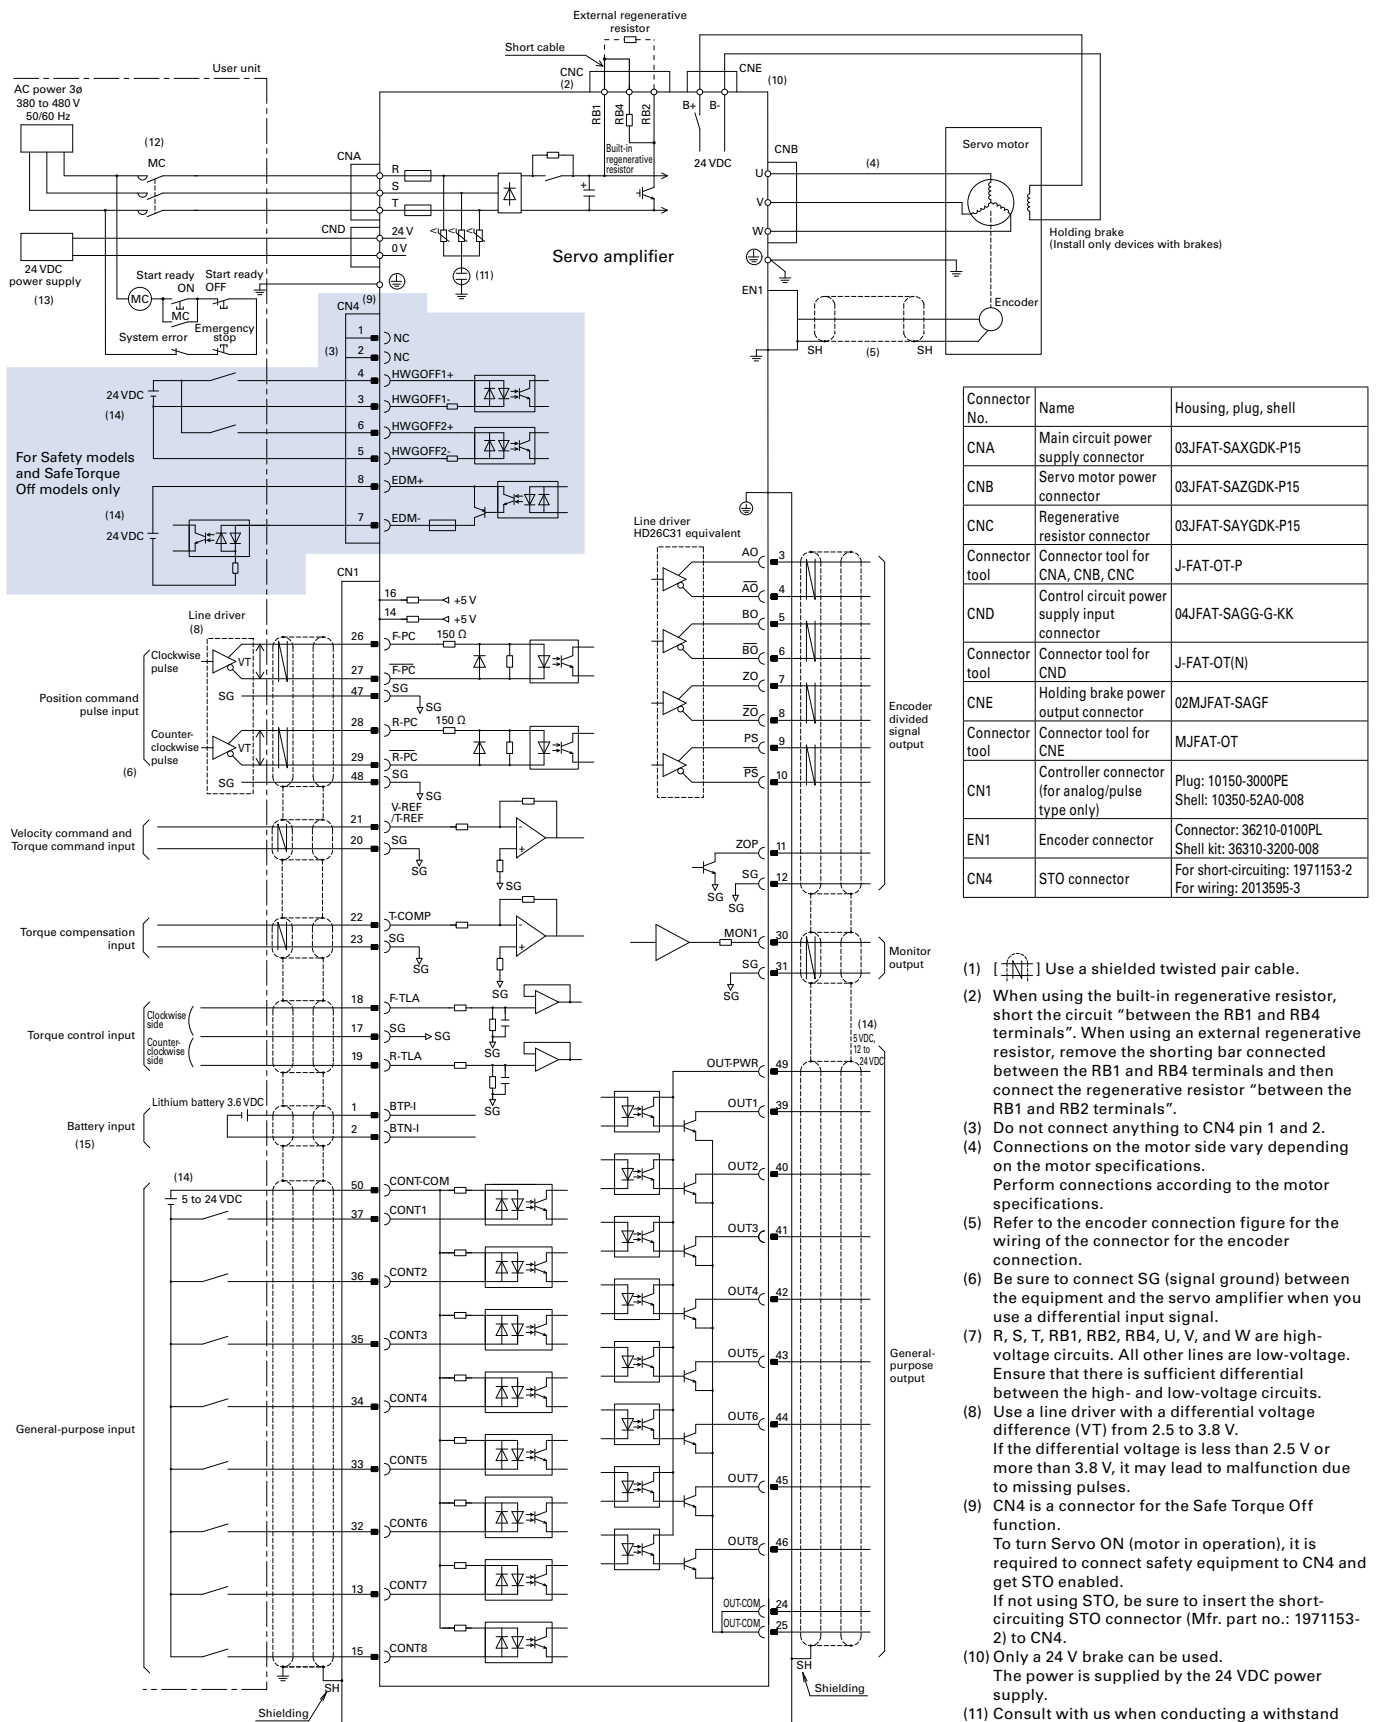 External regenerative
resistor
Short cable
User unit
CNC
(2)
CNE
(10)
AC power 3ø
380 to 480 V
50/60 Hz
RB1
RB4
RB2
B+
B-
(12)
MC
CNA
R
S
T
Built-in
regenerative
resistor
24 VDC
CNB
U
V
W
(4)
Servo motor
CND
24 V
0 V
(11)
Servo amplifier
Holding brake
(Install only devices with brakes)
24 VDC
power supply
(13)
Start ready
ON
Start ready
OFF
MC
MC
System error
Emergency
stop
EN1
Encoder
SH
(5)
SH
CN4
(9)
(3)
1
NC
2
NC
4
HWGOFF1+
3
HWGOFF1-
6
HWGOFF2+
5
HWGOFF2-
8
EDM+
7
EDM-
24 VDC
(14)
For Safety models
and Safe Torque
Off models only
(14)
24 VDC
Connector No.
Name
Housing, plug, shell
CNA
Main circuit power supply connector
03JFAT-SAXGDK-P15
CNB
Servo motor power connector
03JFAT-SAZGDK-P15
CNC
Regenerative resistor connector
03JFAT-SAYGDK-P15
Connector tool
Connector tool for CNA, CNB, CNC
J-FAT-OT-P
CND
Control circuit power supply input connector
04JFAT-SAGG-G-KK
Connector tool
Connector tool for CND
J-FAT-OT(N)
CNE
Holding brake power output connector
02MJFAT-SAGF
Connector tool
Connector tool for CNE
MJFAT-OT
CN1
Controller connector (for analog/pulse type only)
Plug: 10150-3000PE
Shell: 10350-52A0-008
EN1
Encoder connector
Connector: 36210-0100PL
Shell kit: 36310-3200-008
CN4
STO connector
For short-circuiting: 1971153-2
For wiring: 2013595-3
CN1
16
+5 V
14
+5 V
Line driver
(8)
Clockwise
pulse
VT
26
F-PC
150 Ω
27
F-PC
SG
47
SG
SG
Position command
pulse input
Counter-
clockwise
pulse
VT
28
R-PC
150 Ω
29
R-PC
(6)
SG
48
SG
SG
Velocity command and
Torque command input
21
V-REF
/T-REF
20
SG
SG
SG
Torque compensation
input
22
T-COMP
23
SG
SG
SG
Torque control input
Clockwise
side
Counter-
clockwise
side
18
F-TLA
17
SG
SG
SG
19
R-TLA
SG
Battery input
(15)
Lithium battery 3.6 VDC
1
BTP-I
2
BTN-I
General-purpose input
(14)
5 to 24 VDC
50
CONT-COM
37
CONT1
36
CONT2
35
CONT3
34
CONT4
33
CONT5
32
CONT6
13
CONT7
15
CONT8
SH
Shielding
Line driver
HD26C31 equivalent
AO
3
AO
4
BO
5
BO
6
ZO
7
ZO
8
PS
9
PS
10
ZOP
11
SG
12
SG
SG
Encoder
divided
signal
output
MON1
30
SG
31
SG
Monitor
output
(14)
5 VDC,
12 to
24 VDC
OUT-PWR
49
OUT1
39
OUT2
40
OUT3
41
OUT4
42
OUT5
43
OUT6
44
OUT7
45
OUT8
46
OUT-COM
24
OUT-COM
25
General-
purpose
output
SH
Shielding
(1) [ ] Use a shielded twisted pair cable.
(2) When using the built-in regenerative resistor,
short the circuit “between the RB1 and RB4
terminals”. When using an external regenerative
resistor, remove the shorting bar connected
between the RB1 and RB4 terminals and then
connect the regenerative resistor “between the
RB1 and RB2 terminals”.
(3) Do not connect anything to CN4 pin 1 and 2.
(4) Connections on the motor side vary depending
on the motor specifications.
Perform connections according to the motor
specifications.
(5) Refer to the encoder connection figure for the
wiring of the connector for the encoder
connection.
(6) Be sure to connect SG (signal ground) between
the equipment and the servo amplifier when you
use a differential input signal.
(7) R, S, T, RB1, RB2, RB4, U, V, and W are high-
voltage circuits. All other lines are low-voltage.
Ensure that there is sufficient differential
between the high- and low-voltage circuits.
(8) Use a line driver with a differential voltage
difference (VT) from 2.5 to 3.8 V.
If the differential voltage is less than 2.5 V or
more than 3.8 V, it may lead to malfunction due
to missing pulses.
(9) CN4 is a connector for the Safe Torque Off
function.
To turn Servo ON (motor in operation), it is
required to connect safety equipment to CN4 and
get STO enabled.
If not using STO, be sure to insert the short-
circuiting STO connector (Mfr. part no.: 1971153-
2) to CN4.
(10) Only a 24 V brake can be used.
The power is supplied by the 24 VDC power
supply.
(11) Consult with us when conducting a withstand